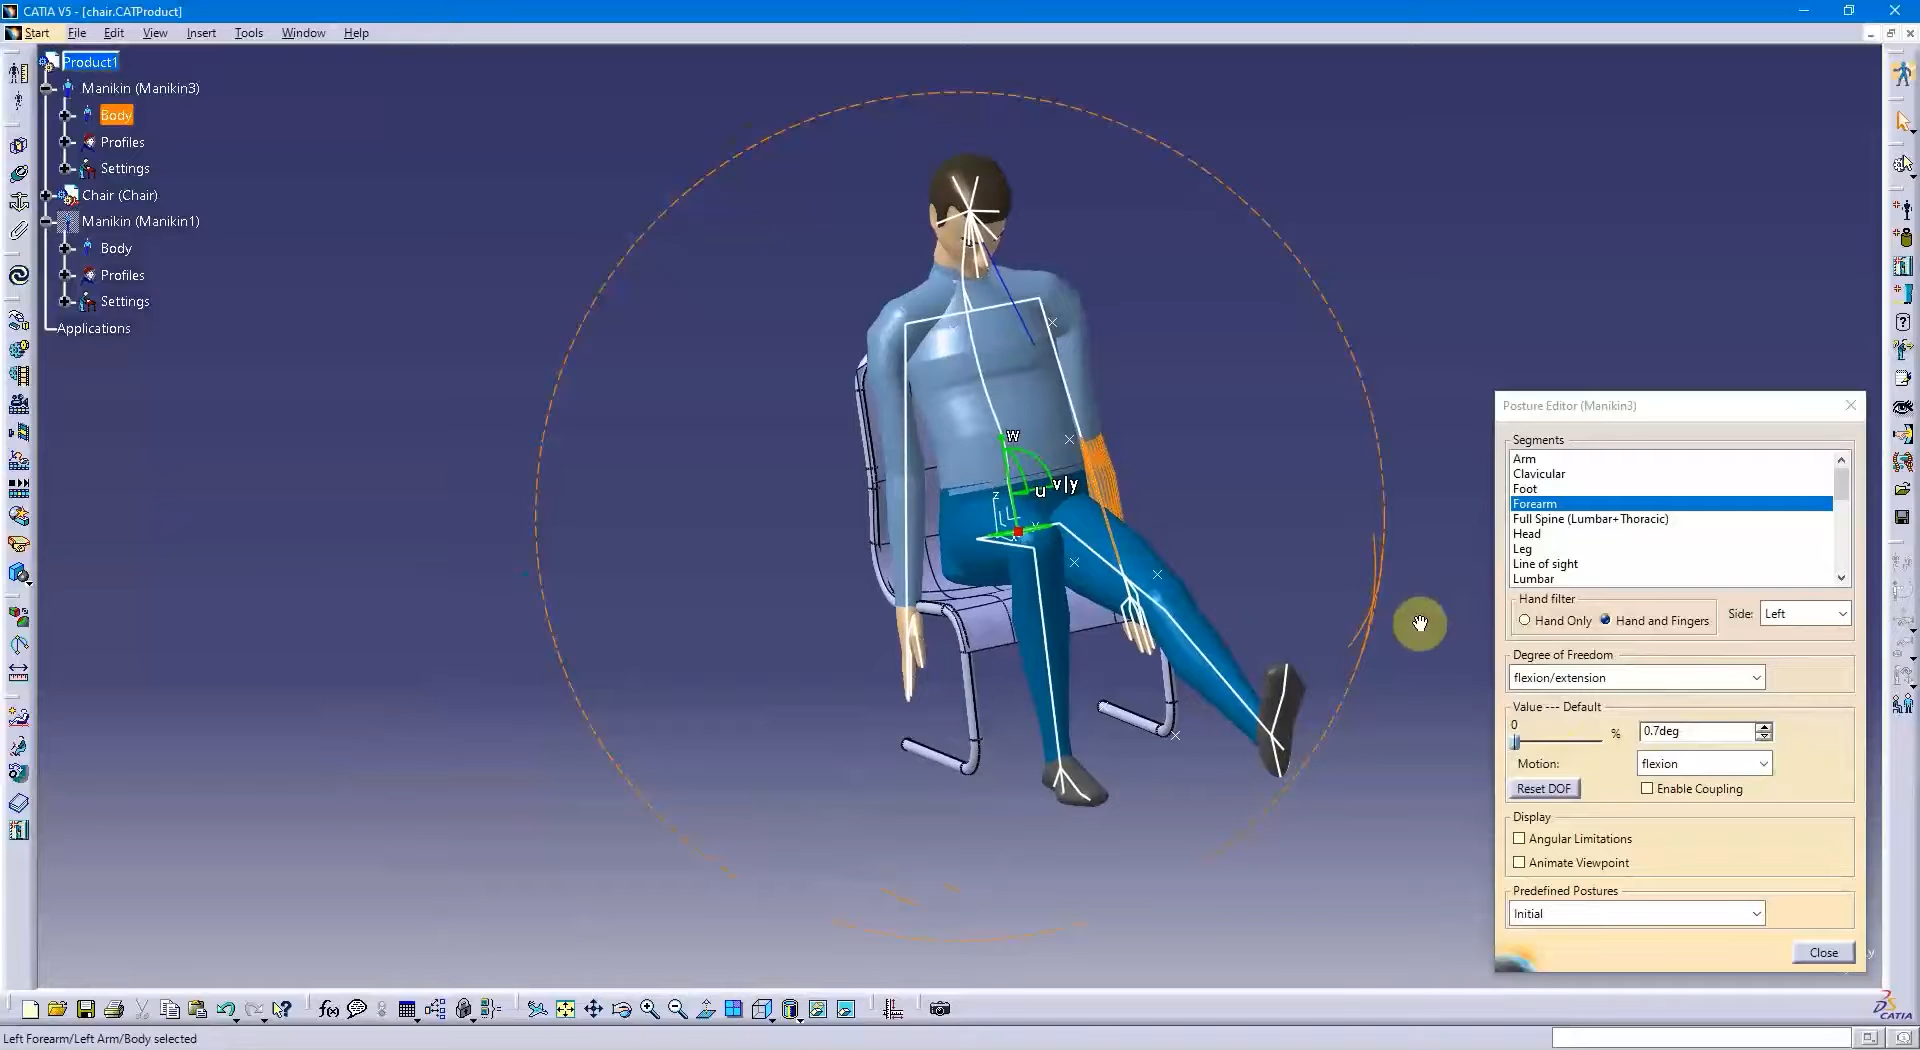 CATIA V5 - [chair.CATProduct]
Start File Edit View Insert Tools Window Help
Product1
Manikin (Manikin3)
Body
Profiles
Settings
Chair (Chair)
Manikin (Manikin1)
Body
Profiles
Settings
Applications
w
u v|y
z
Posture Editor (Manikin3)
Segments
Arm
Clavicular
Foot
Forearm
Full Spine (Lumbar+Thoracic)
Head
Leg
Line of sight
Lumbar
Hand filter
Hand Only Hand and Fingers Side: Left
Degree of Freedom
flexion/extension
Value --- Default
0
% 0.7deg
Motion: flexion
Reset DOF Enable Coupling
Display
Angular Limitations
Animate Viewpoint
Predefined Postures
Initial
Close
y
f(x)
CATIA
Left Forearm/Left Arm/Body selected